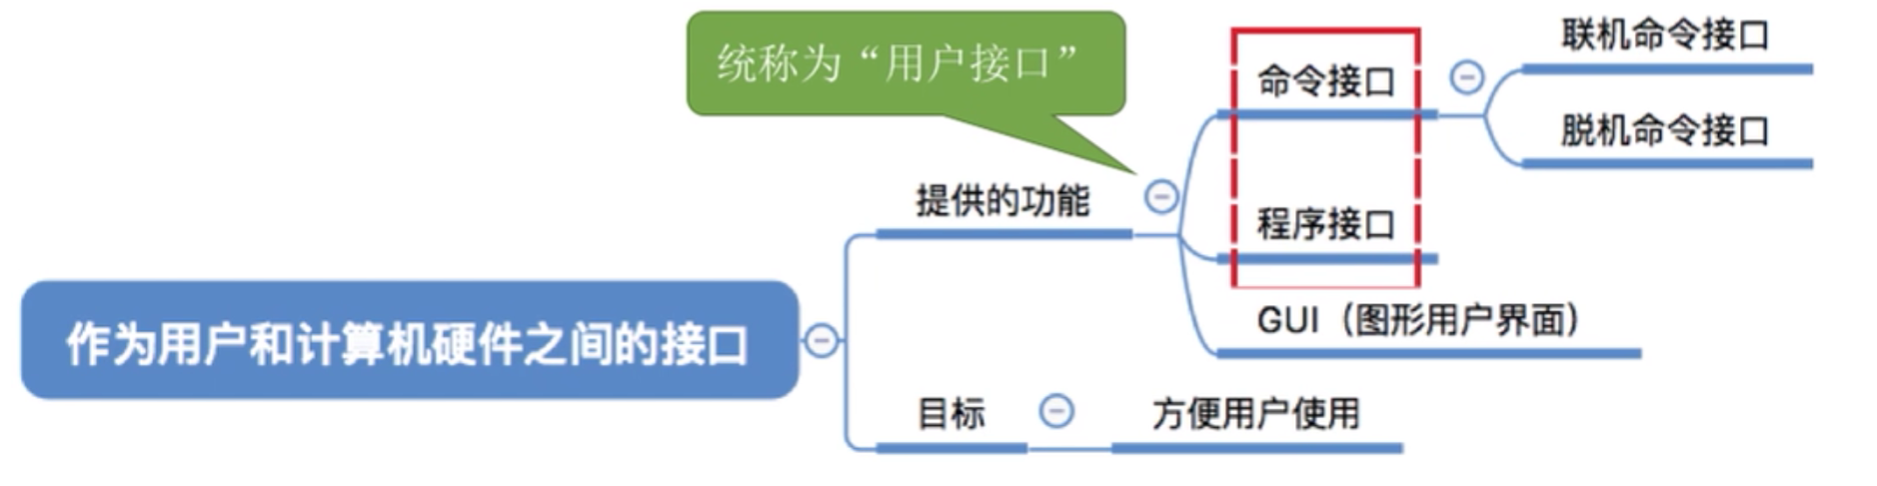 统称为“用户接口”
联机命令接口
命令接口
脱机命令接口
提供的功能
程序接口
GUI（图形用户界面）
作为用户和计算机硬件之间的接口
目标
方便用户使用